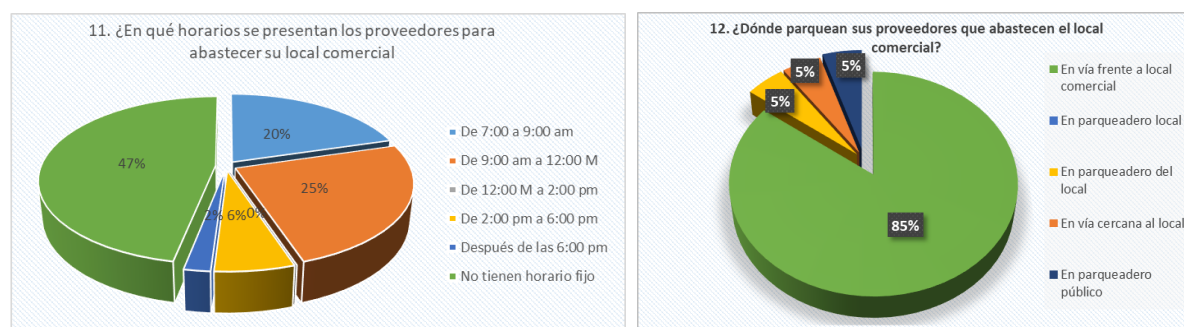 11. ¿En qué horarios se presentan los proveedores para
abastecer su local comercial
20%
47%
25%
2%
6%
0%
De 7:00 a 9:00 am
De 9:00 am a 12:00 M
De 12:00 M a 2:00 pm
De 2:00 pm a 6:00 pm
Después de las 6:00 pm
No tienen horario fijo
12. ¿Dónde parquean sus proveedores que abastecen el local
comercial?
5%
5%
5%
85%
En vía frente a local
comercial
En parqueadero local
En parqueadero del
local
En vía cercana al local
En parqueadero
público